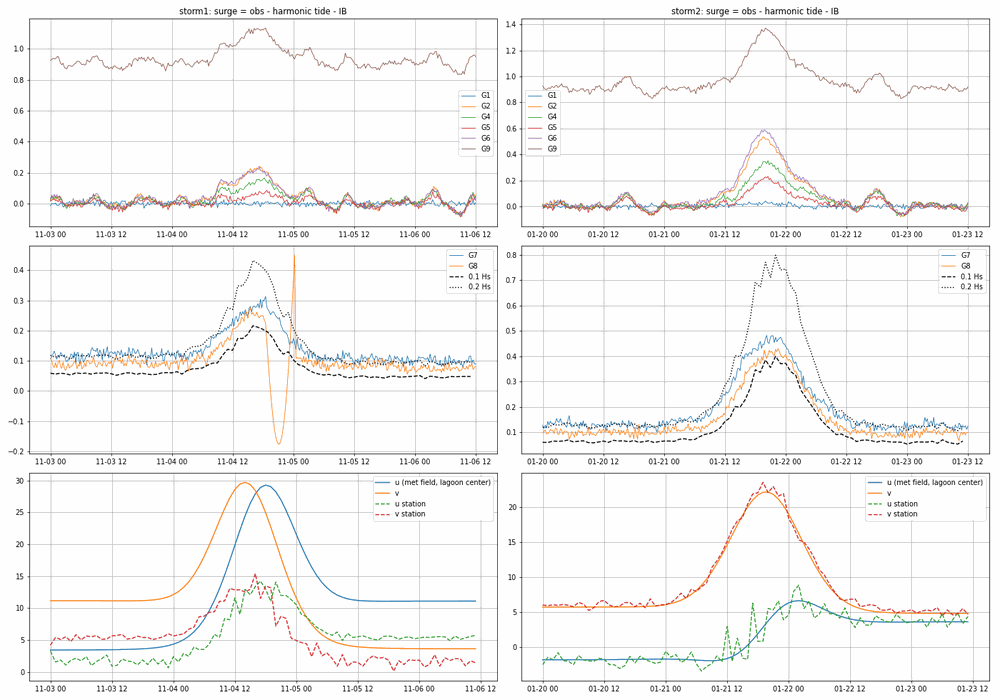 storm1: surge = obs - harmonic tide - IB
1.0
0.8
0.6
0.4
0.2
0.0
G1
G2
G4
G5
G6
G9
11-03 00
11-03 12
11-04 00
11-04 12
11-05 00
11-05 12
11-06 00
11-06 12
storm2: surge = obs - harmonic tide - IB
1.4
1.2
1.0
0.8
0.6
0.4
0.2
0.0
G1
G2
G4
G5
G6
G9
01-20 00
01-20 12
01-21 00
01-21 12
01-22 00
01-22 12
01-23 00
01-23 12
0.4
0.3
0.2
0.1
0.0
−0.1
−0.2
G7
G8
0.1 Hs
0.2 Hs
11-03 00
11-03 12
11-04 00
11-04 12
11-05 00
11-05 12
11-06 00
11-06 12
0.8
0.7
0.6
0.5
0.4
0.3
0.2
0.1
G7
G8
0.1 Hs
0.2 Hs
01-20 00
01-20 12
01-21 00
01-21 12
01-22 00
01-22 12
01-23 00
01-23 12
30
25
20
15
10
5
0
u (met field, lagoon center)
v
u station
v station
11-03 00
11-03 12
11-04 00
11-04 12
11-05 00
11-05 12
11-06 00
11-06 12
20
15
10
5
0
u (met field, lagoon center)
v
u station
v station
01-20 00
01-20 12
01-21 00
01-21 12
01-22 00
01-22 12
01-23 00
01-23 12